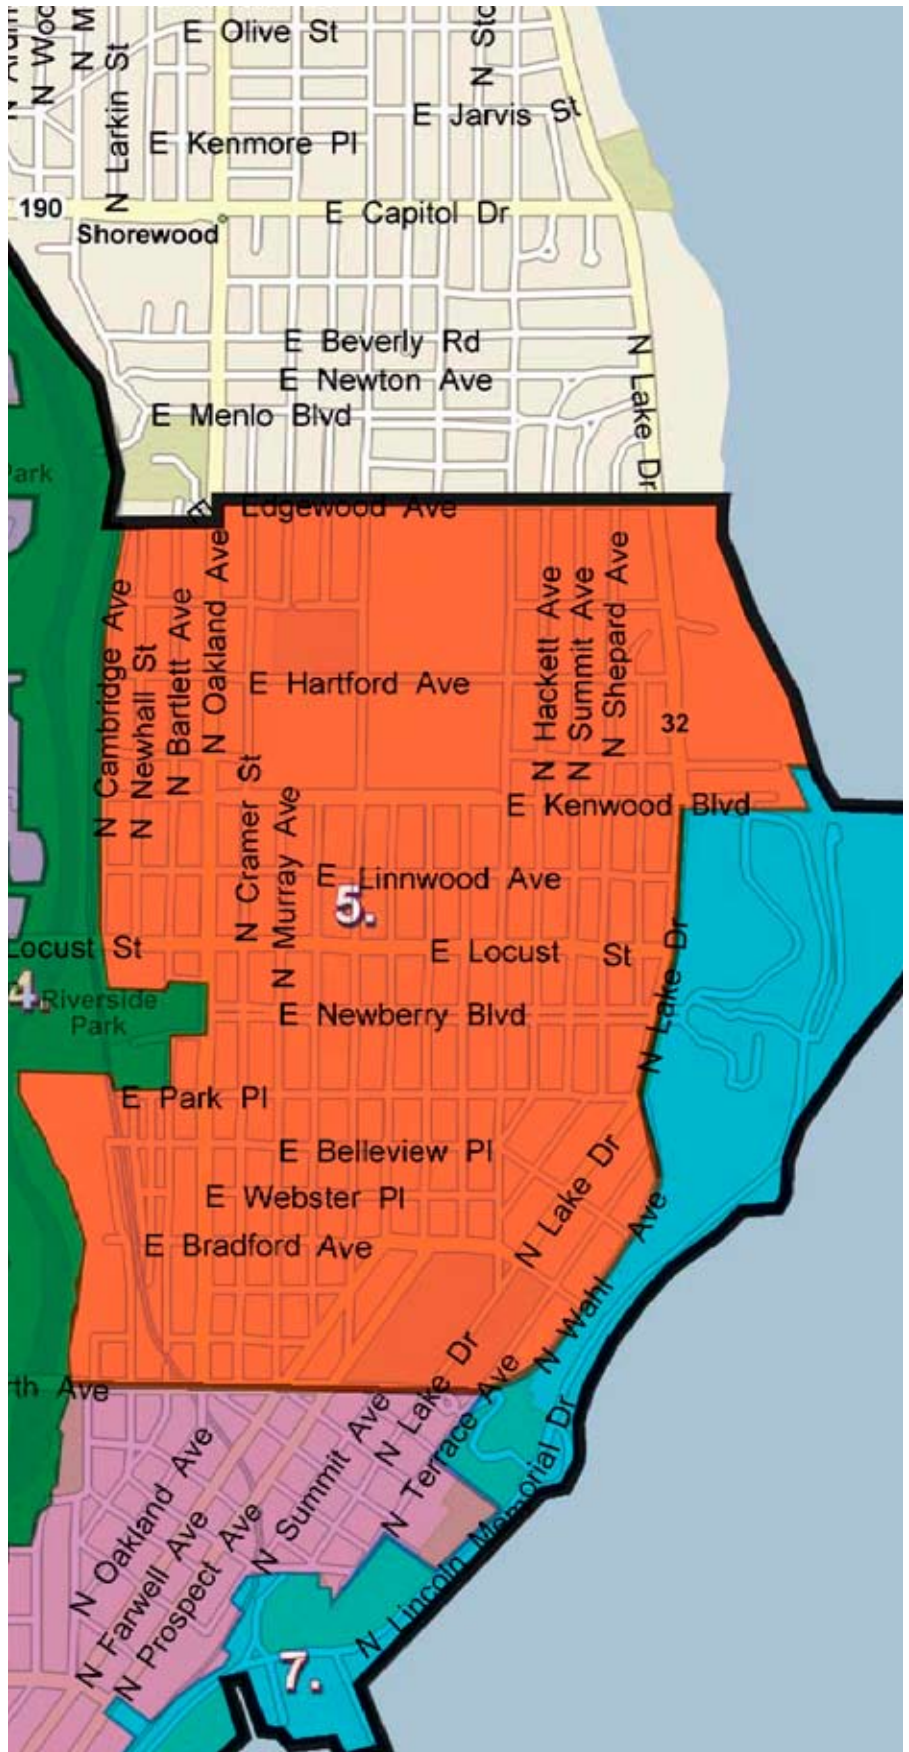 E Olive St
N Larkin St
E Jarvis St
E Kenmore Pl
190
E Capitol Dr
Shorewood
E Beverly Rd
N Lake Dr
E Newton Ave
E Menlo Blvd
Park
E Edgewood Ave
N Cambridge Ave
N Newhall St
N Bartlett Ave
N Oakland Ave
N Hackett Ave
N Summit Ave
N Shepard Ave
E Hartford Ave
32
N Cramer St
N Murray Ave
E Kenwood Blvd
E Linnwood Ave
5.
Locust St
E Locust St
N Lake Dr
4.
Riverside
Park
E Newberry Blvd
E Park Pl
E Belleview Pl
N Lake Dr
E Webster Pl
N Wahl Ave
E Bradford Ave
th Ave
N Lake Dr
N Terrace Ave
N Summit Ave
N Oakland Ave
N Farwell Ave
N Prospect Ave
N Lincoln Memorial Dr
7.